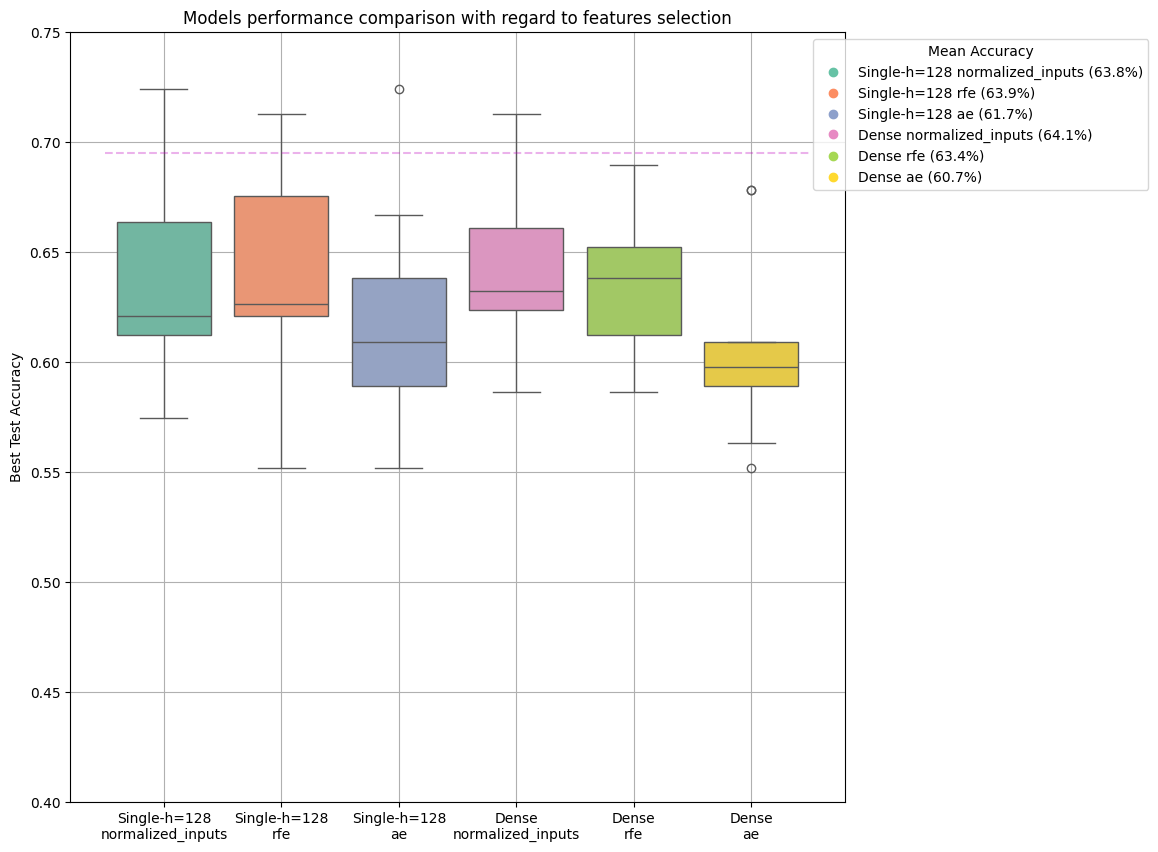 Models performance comparison with regard to features selection
Best Test Accuracy
0.75
0.70
0.65
0.60
0.55
0.50
0.45
0.40
Single-h=128
normalized_inputs
Single-h=128
rfe
Single-h=128
ae
Dense
normalized_inputs
Dense
rfe
Dense
ae
Mean Accuracy
Single-h=128 normalized_inputs (63.8%)
Single-h=128 rfe (63.9%)
Single-h=128 ae (61.7%)
Dense normalized_inputs (64.1%)
Dense rfe (63.4%)
Dense ae (60.7%)